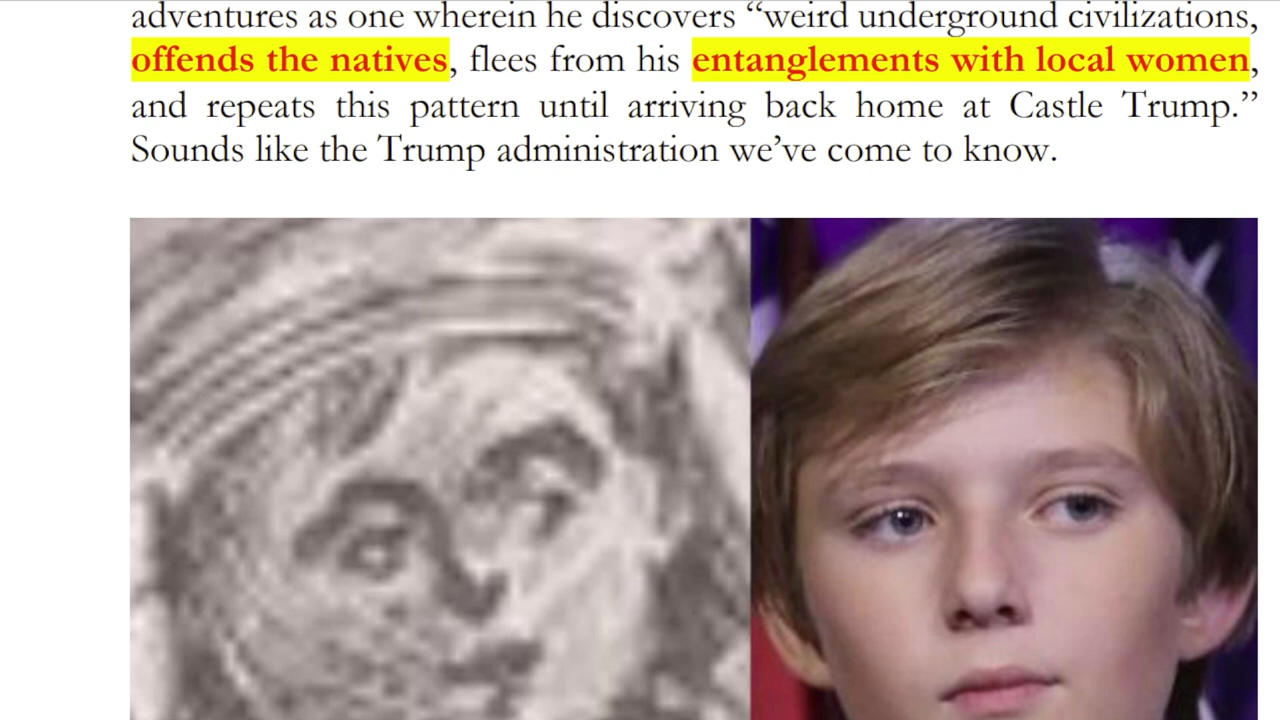 adventures as one wherein he discovers “weird underground civilizations,
offends the natives, flees from his entanglements with local women,
and repeats this pattern until arriving back home at Castle Trump.”
Sounds like the Trump administration we’ve come to know.